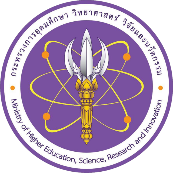 กระทรวงการอุดมศึกษา วิทยาศาสตร์ วิจัยและนวัตกรรม
Ministry of Higher Education, Science, Research and Innovation